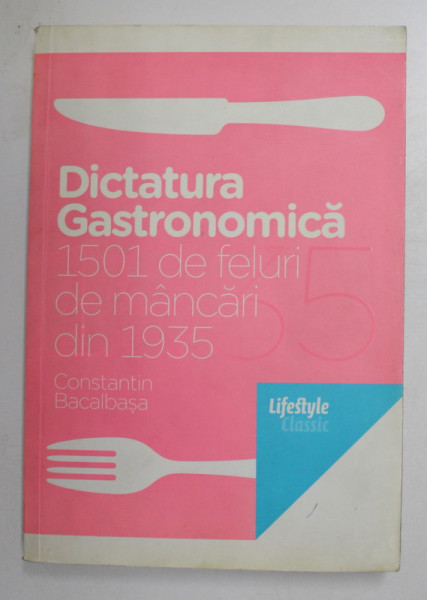 Dictatura
Gastronomică
1501 de feluri
de mâncări
din 1935
35
Constantin
Bacalbașa
Lifestyle
Classic